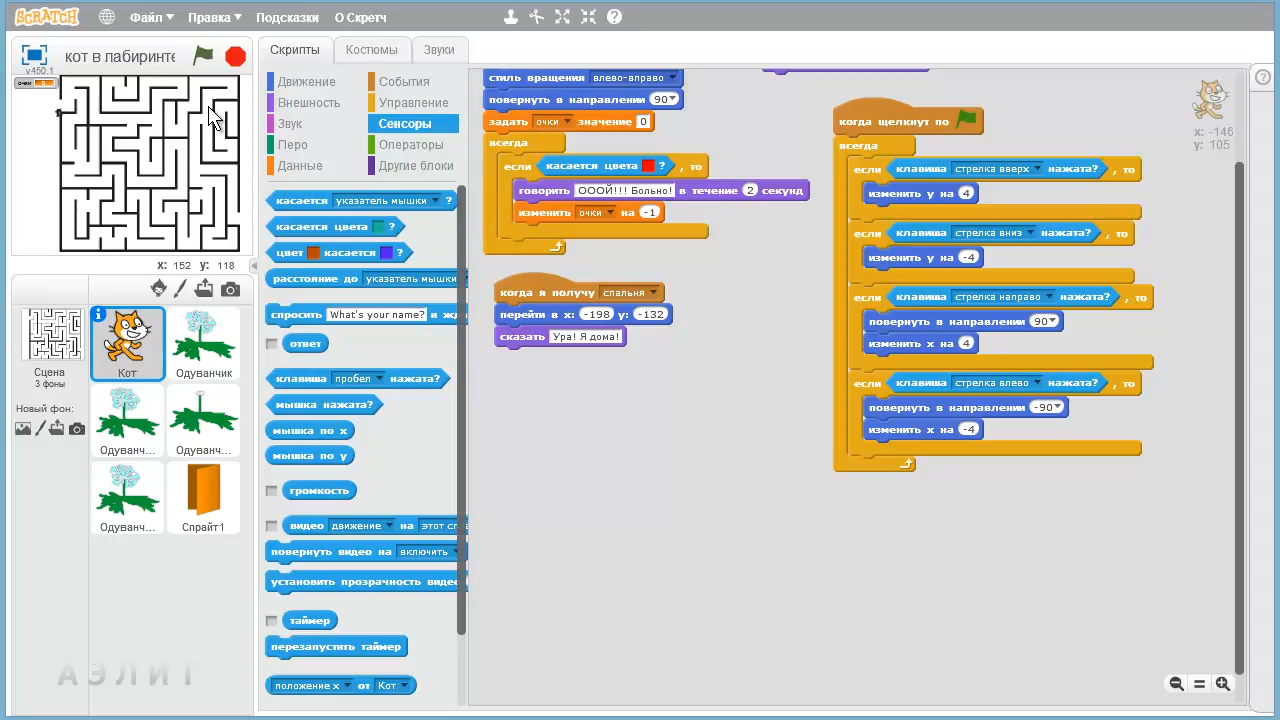 SCRATCH
Файл
Правка
Подсказки
О Скретч
v450.1
кот в лабиринте
очки
x: 152 y: 118
Сцена
3 фоны
Новый фон:
Кот
Одуванчик
Одуванч...
Одуванч...
Одуванч...
Спрайт1
АЭЛИТ
Скрипты
Костюмы
Звуки
Движение
События
Внешность
Управление
Звук
Сенсоры
Перо
Операторы
Данные
Другие блоки
касается указатель мышки ?
касается цвета ?
цвет касается ?
расстояние до указатель мышки
спросить What's your name? и ж
ответ
клавиша пробел нажата?
мышка нажата?
мышка по x
мышка по y
громкость
видео движение на этот с
повернуть видео на включить
установить прозрачность видео
таймер
перезапустить таймер
положение x от Кот
стиль вращения влево-вправо
повернуть в направлении 90
задать очки значение 0
всегда
если касается цвета ? , то
говорить ОООЙ!!! Больно! в течение 2 секунд
изменить очки на -1
когда я получу спальня
перейти в x: -198 y: -132
сказать Ура! Я дома!
когда щелкнут по
всегда
если клавиша стрелка вверх нажата? , то
изменить y на 4
если клавиша стрелка вниз нажата? , то
изменить y на -4
если клавиша стрелка направо нажата? , то
повернуть в направлении 90
изменить x на 4
если клавиша стрелка влево нажата? , то
повернуть в направлении -90
изменить x на -4
x: -146
y: 105